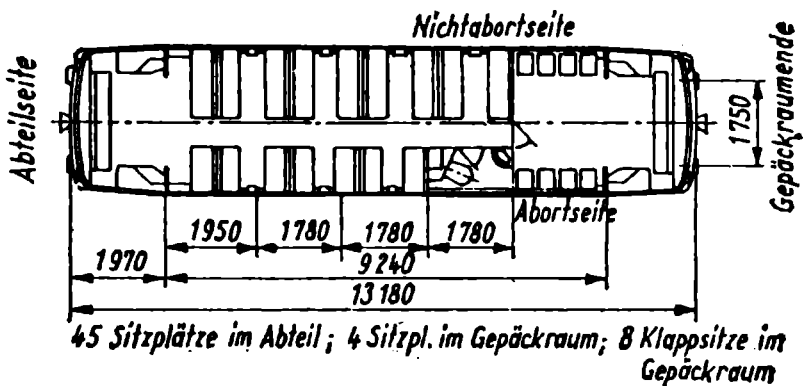 Nichtabortseite
Abteilseite
Gepäckraumende
1750
Abortseite
1950
1780
1780
1780
1970
9240
13180
45 Sitzplätze im Abteil; 4 Sitzpl. im Gepäckraum; 8 Klappsitze im
Gepäckraum